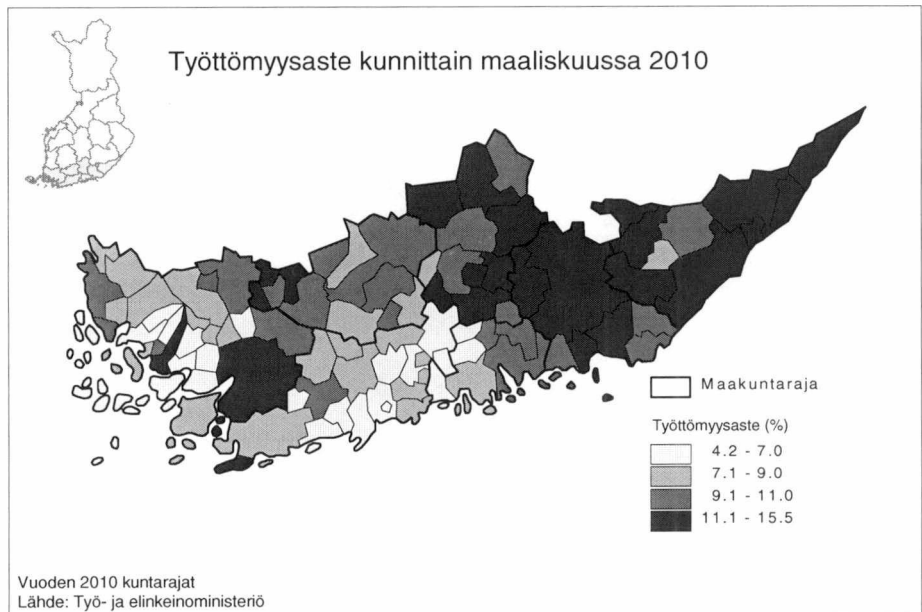 Työttömyysaste kunnittain maaliskuussa 2010
Maakuntaraja
Työttömyysaste (%)
4.2 - 7.0
7.1 - 9.0
9.1 - 11.0
11.1 - 15.5
Vuoden 2010 kuntarajat
Lähde: Työ- ja elinkeinoministeriö